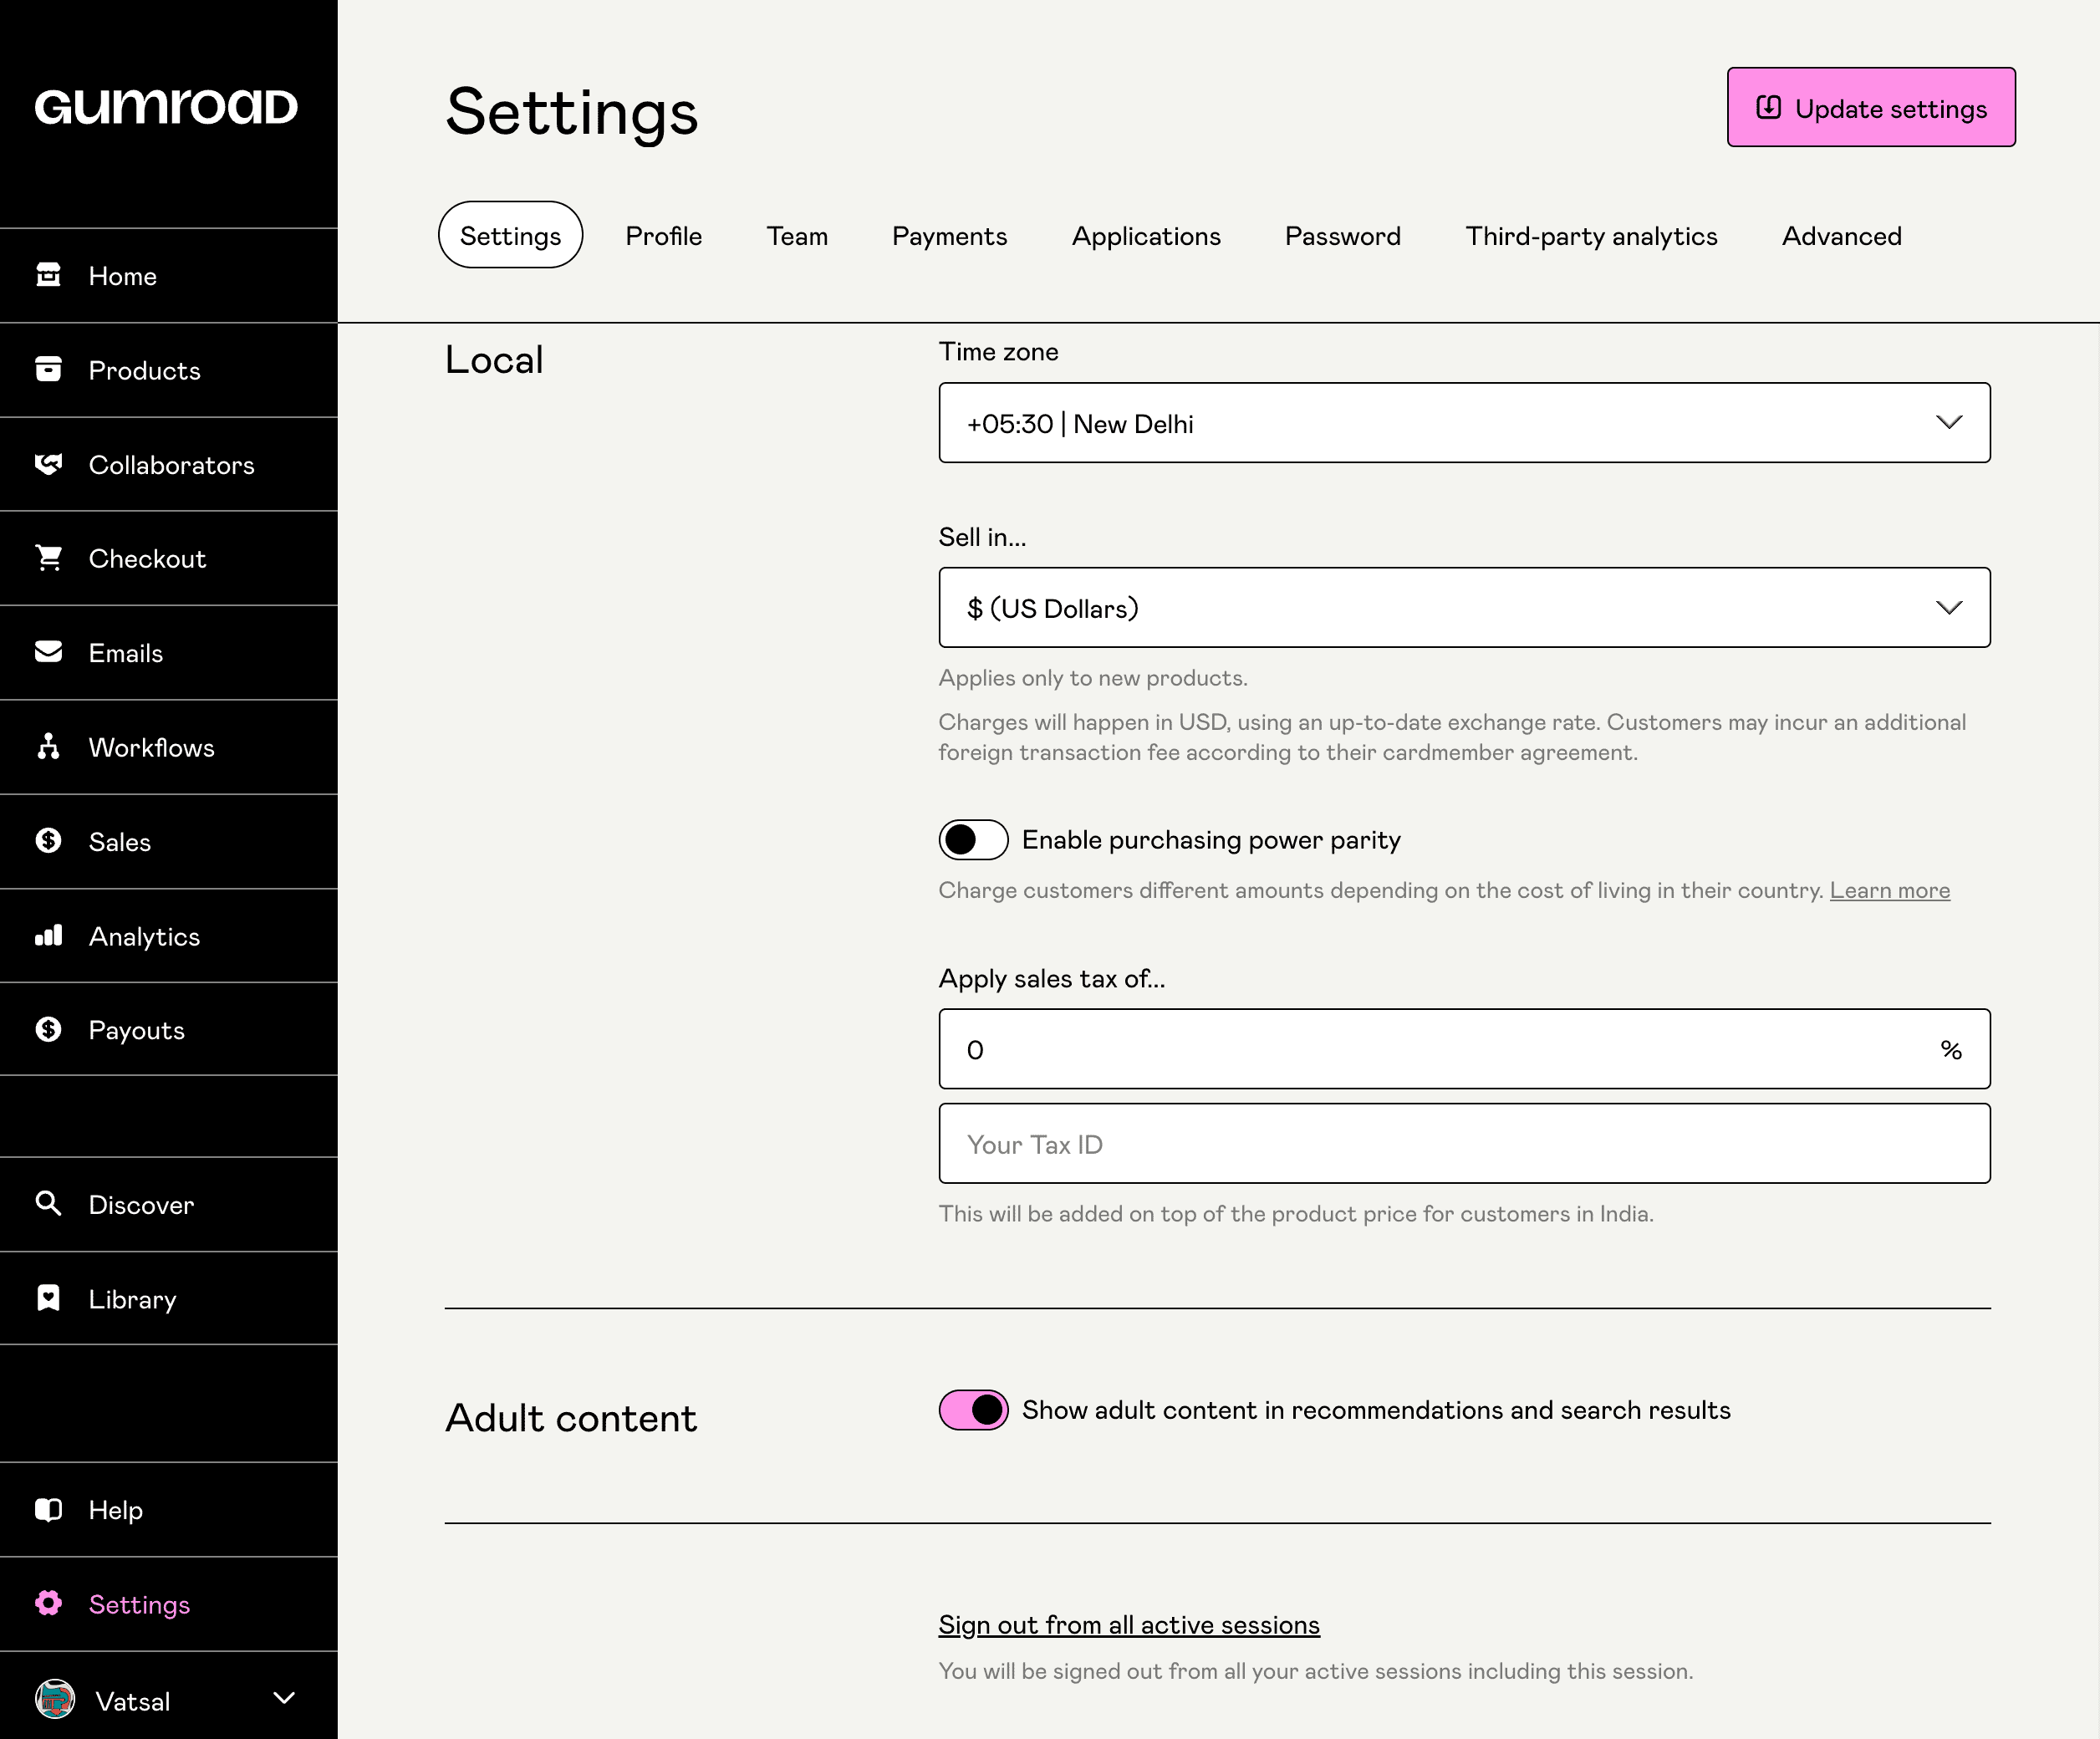 GUMROAD
Home
Products
Collaborators
Checkout
Emails
Workflows
Sales
Analytics
Payouts
Discover
Library
Help
Settings
Vatsal
Settings
Update settings
Settings Profile Team Payments Applications Password Third-party analytics Advanced
Local
Time zone
+05:30 | New Delhi
Sell in...
$ (US Dollars)
Applies only to new products.
Charges will happen in USD, using an up-to-date exchange rate. Customers may incur an additional
foreign transaction fee according to their cardmember agreement.
Enable purchasing power parity
Charge customers different amounts depending on the cost of living in their country. Learn more
Apply sales tax of...
0 %
Your Tax ID
This will be added on top of the product price for customers in India.
Adult content
Show adult content in recommendations and search results
Sign out from all active sessions
You will be signed out from all your active sessions including this session.